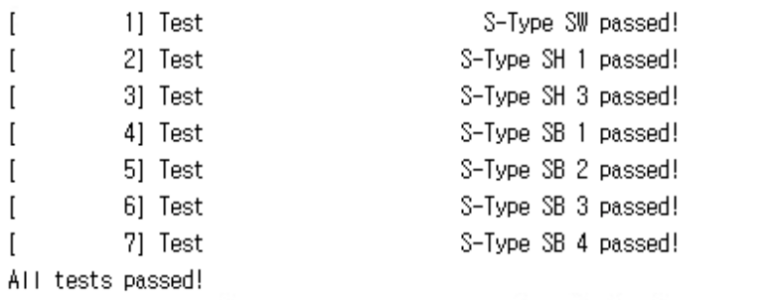 [         1] Test                       S-Type SW passed!
[         2] Test                     S-Type SH 1 passed!
[         3] Test                     S-Type SH 3 passed!
[         4] Test                     S-Type SB 1 passed!
[         5] Test                     S-Type SB 2 passed!
[         6] Test                     S-Type SB 3 passed!
[         7] Test                     S-Type SB 4 passed!
All tests passed!